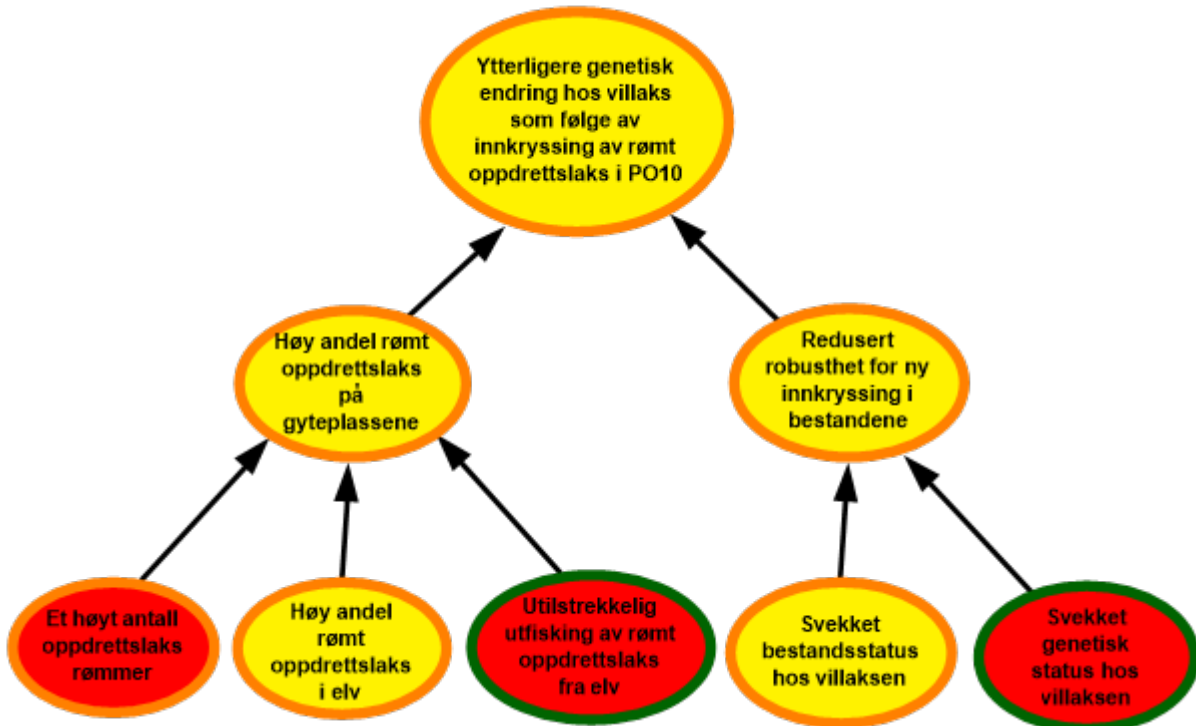 Ytterligere genetisk
endring hos villaks
som følge av
innkryssing av rømt
oppdrettslaks i PO10
Høy andel rømt
oppdrettslaks
på
gyteplassene
Redusert
robusthet for ny
innkryssing i
bestandene
Et høyt antall
oppdrettslaks
rømmer
Høy andel
rømt
oppdrettslaks
i elv
Utilstrekkelig
utfisking av rømt
oppdrettslaks
fra elv
Svekket
bestandsstatus
hos villaksen
Svekket
genetisk
status hos
villaksen